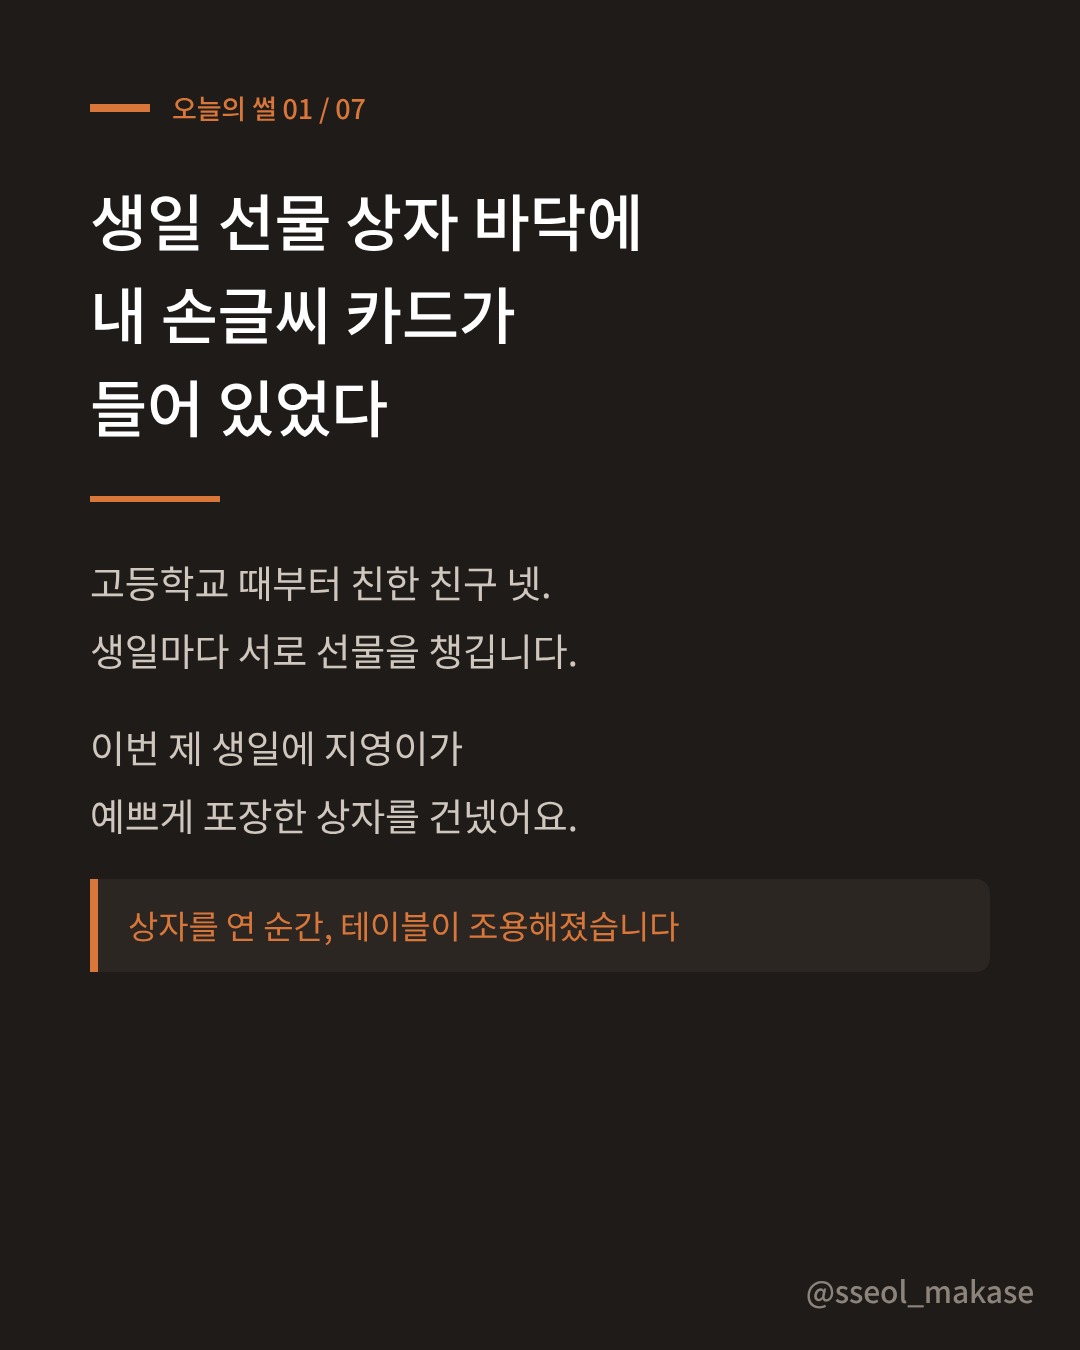 오늘의 썰 01 / 07
생일 선물 상자 바닥에
내 손글씨 카드가
들어 있었다
고등학교 때부터 친한 친구 넷.
생일마다 서로 선물을 챙깁니다.
이번 제 생일에 지영이가
예쁘게 포장한 상자를 건넸어요.
상자를 연 순간, 테이블이 조용해졌습니다
@sseol_makase